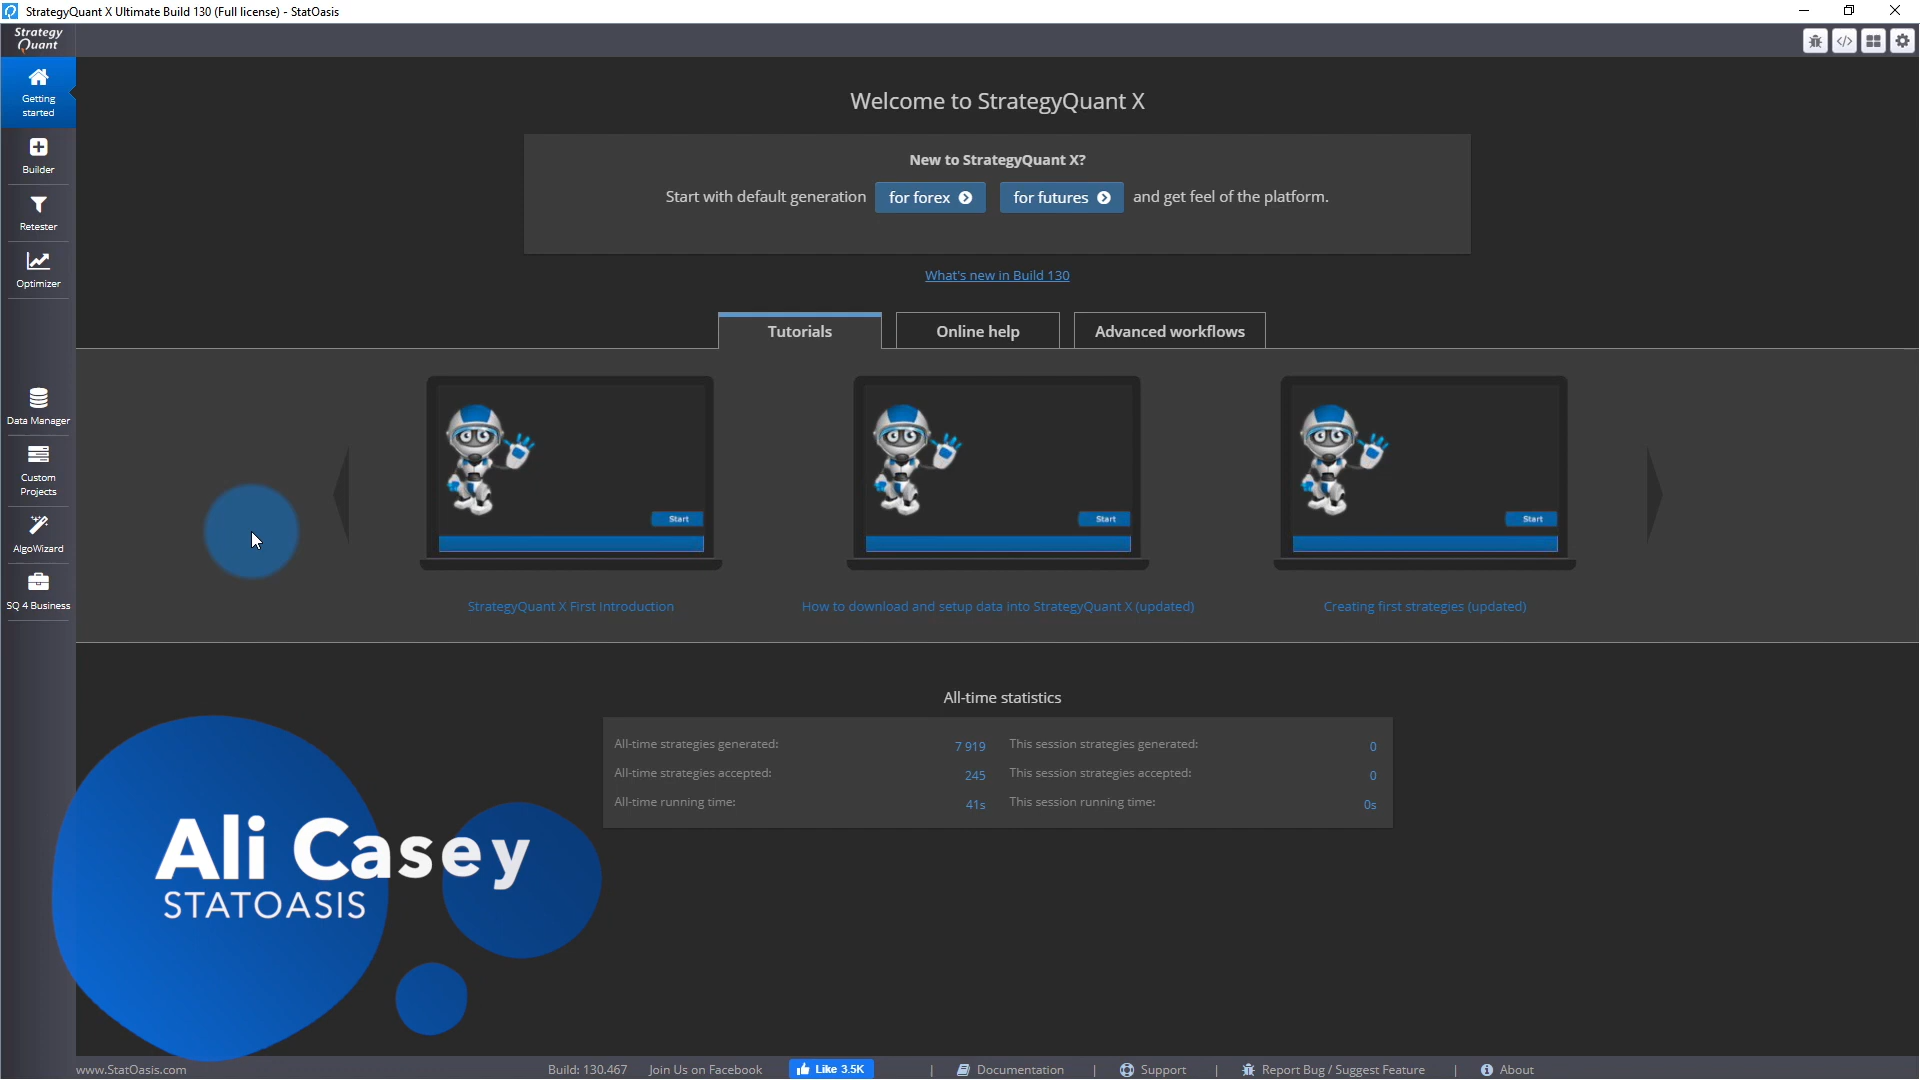 StrategyQuant X Ultimate Build 130 (Full license) - StatOasis
Strategy
Quant
Getting
started
Builder
Retester
Optimizer
Data Manager
Custom
Projects
AlgoWizard
SQ 4 Business
Welcome to StrategyQuant X
New to StrategyQuant X?
Start with default generation for forex for futures and get feel of the platform.
What's new in Build 130
Tutorials Online help Advanced workflows
Start Start Start
StrategyQuant X First Introduction
How to download and setup data into StrategyQuant X (updated)
Creating first strategies (updated)
All-time statistics
All-time strategies generated: 7 919 This session strategies generated: 0
All-time strategies accepted: 245 This session strategies accepted: 0
All-time running time: 41s This session running time: 0s
Ali Casey
STATOASIS
www.StatOasis.com Build: 130.467 Join Us on Facebook Like 3.5K | Documentation | Support | Report Bug / Suggest Feature | About